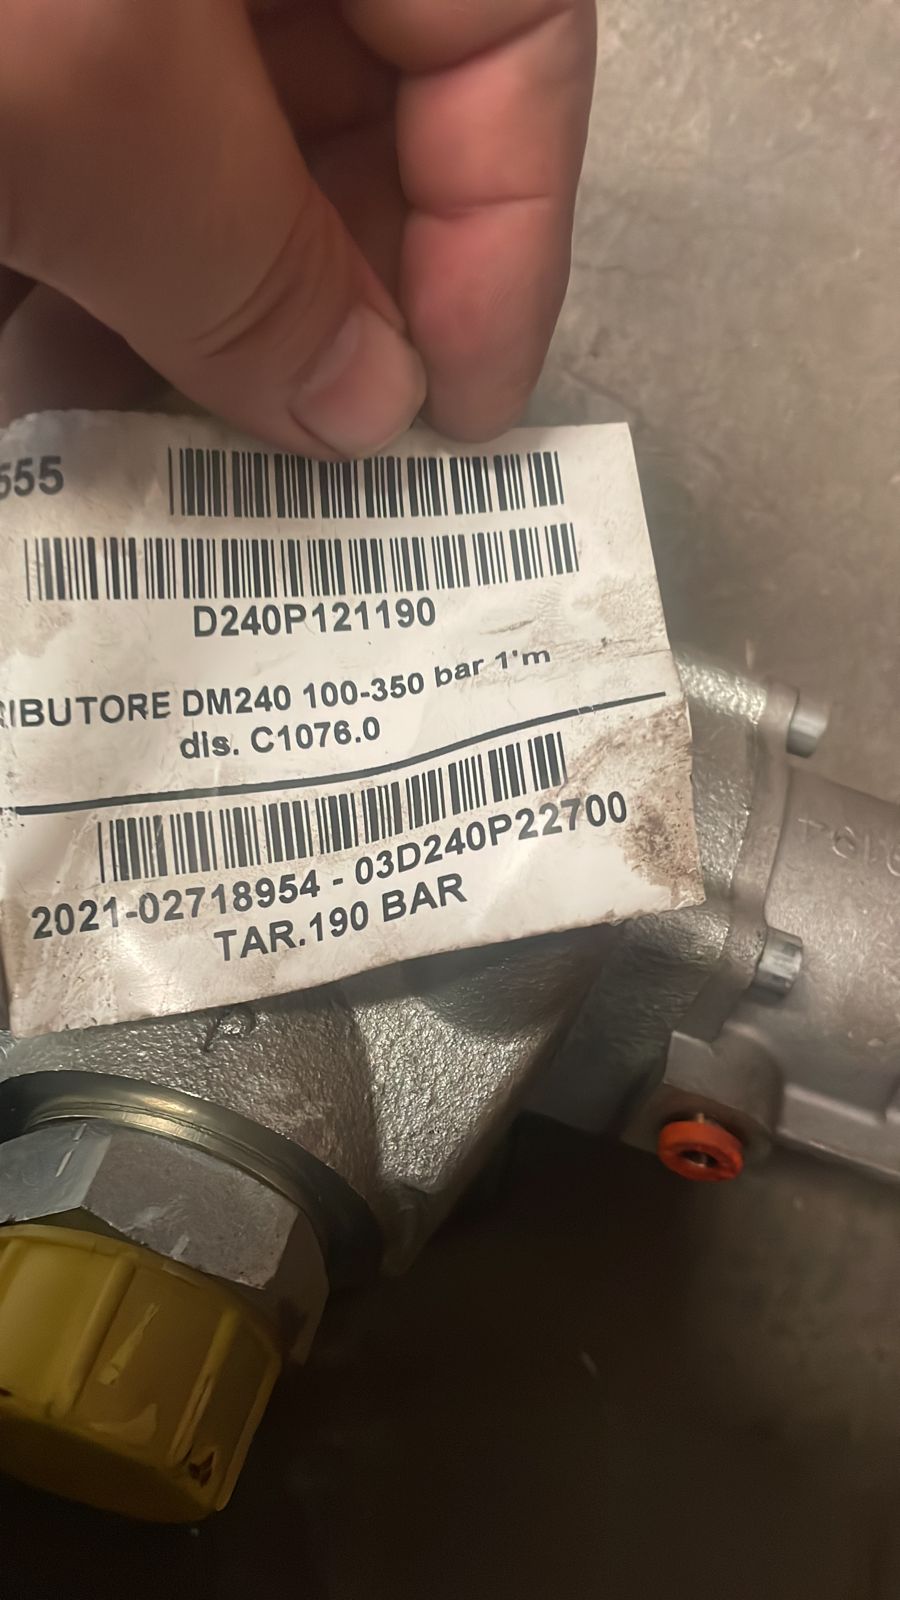 555
D240P121190
RIBUTORE DM240 100-350 bar 1'm
dis. C1076.0
2021-02718954 - 03D240P22700
TAR.190 BAR